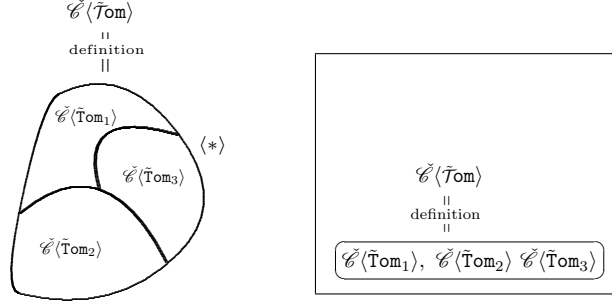 𝒞̌⟨𝒯̃om⟩
=
definition
=
𝒞̌⟨T̃om₁⟩
⟨*⟩
𝒞̌⟨T̃om₃⟩
𝒞̌⟨T̃om₂⟩
𝒞̌⟨𝒯̃om⟩
=
definition
=
𝒞̌⟨T̃om₁⟩, 𝒞̌⟨T̃om₂⟩ 𝒞̌⟨T̃om₃⟩